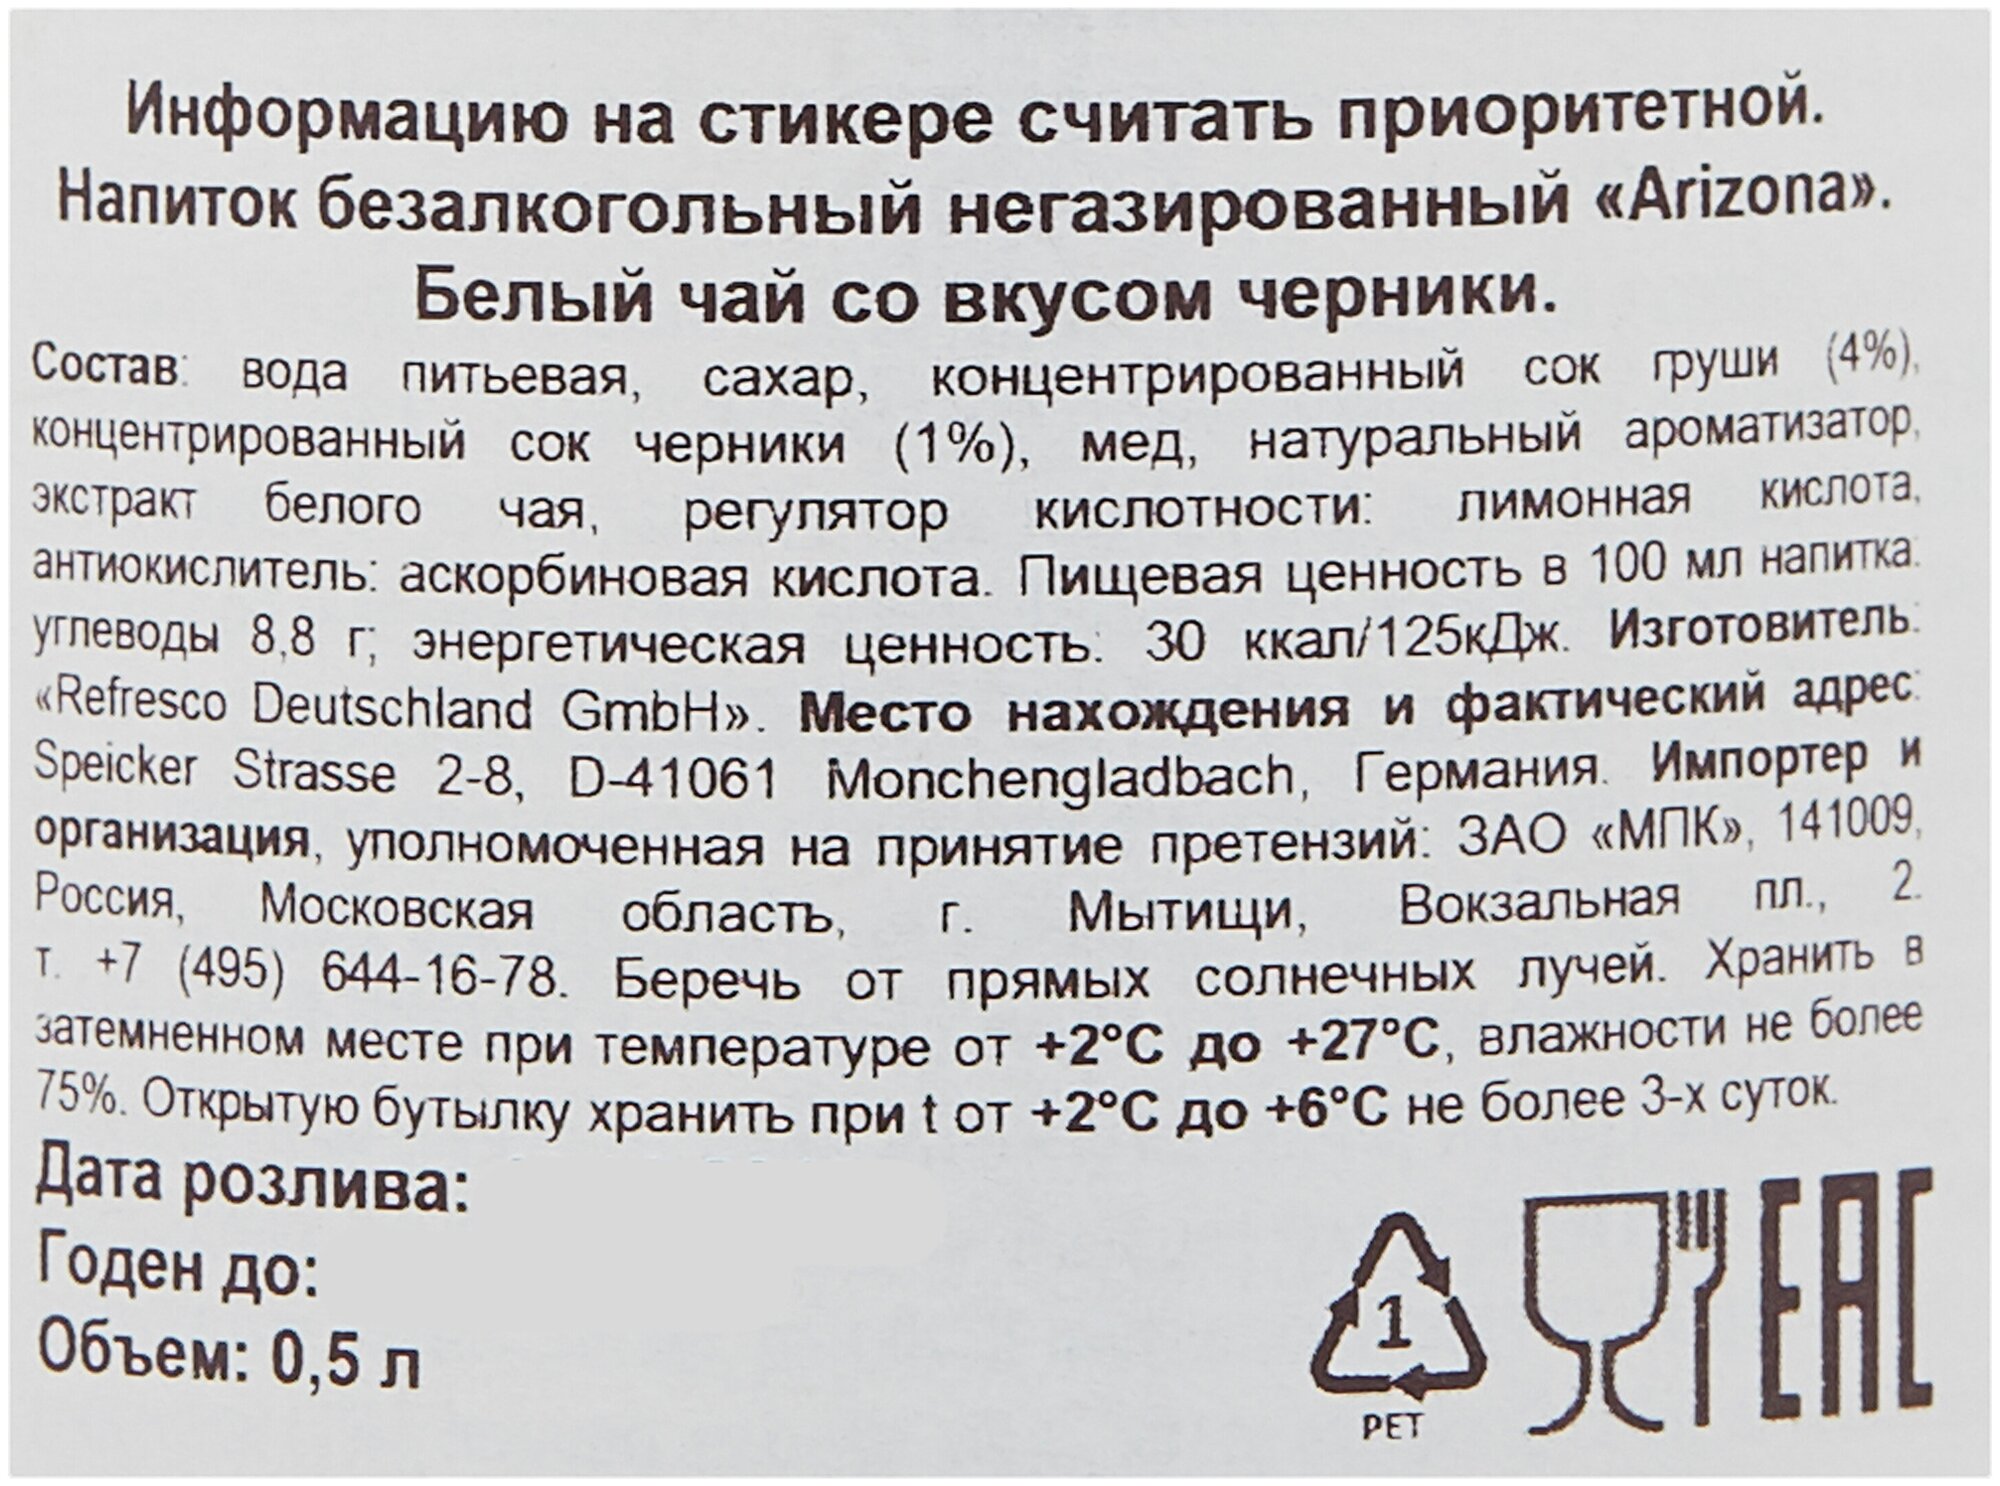 Информацию на стикере считать приоритетной.
Напиток безалкогольный негазированный «Arizona».
Белый чай со вкусом черники.
Состав: вода питьевая, сахар, концентрированный сок груши (4%),
концентрированный сок черники (1%), мед, натуральный ароматизатор,
экстракт белого чая, регулятор кислотности: лимонная кислота,
антиокислитель: аскорбиновая кислота. Пищевая ценность в 100 мл напитка:
углеводы 8,8 г; энергетическая ценность: 30 ккал/125кДж. Изготовитель:
«Refresco Deutschland GmbH». Место нахождения и фактический адрес:
Speicker Strasse 2-8, D-41061 Monchengladbach, Германия. Импортер и
организация, уполномоченная на принятие претензий: ЗАО «МПК», 141009,
Россия, Московская область, г. Мытищи, Вокзальная пл., 2.
т. +7 (495) 644-16-78. Беречь от прямых солнечных лучей. Хранить в
затемненном месте при температуре от +2°C до +27°C, влажности не более
75%. Открытую бутылку хранить при t от +2°C до +6°C не более 3-х суток.
Дата розлива:
Годен до:
Объем: 0,5 л
1
PET
EAC